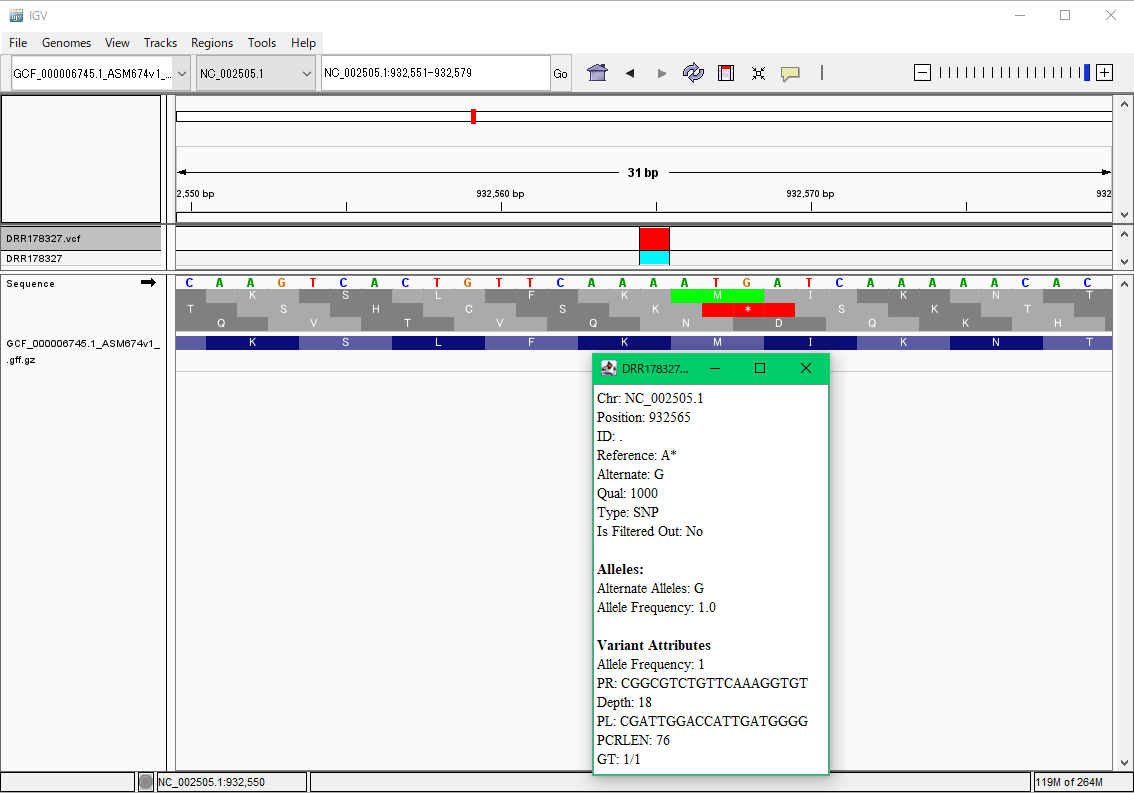 IGV
File Genomes View Tracks Regions Tools Help
GCF_000006745.1_ASM674v1_... NC_002505.1 NC_002505.1:932,551-932,579 Go
31 bp
2,550 bp 932,560 bp 932,570 bp 932
DRR178327.vcf
DRR178327
Sequence C A A G T C A C T G T T C A A A A T G A T C A A A A A C A C
K S L F K M I K N T
T S H C S K * S K T
Q V T V Q N D Q K H
GCF_000006745.1_ASM674v1_ K S L F K M I K N T
.gff.gz
DRR178327...
Chr: NC_002505.1
Position: 932565
ID: .
Reference: A*
Alternate: G
Qual: 1000
Type: SNP
Is Filtered Out: No
Alleles:
Alternate Alleles: G
Allele Frequency: 1.0
Variant Attributes
Allele Frequency: 1
PR: CGGCGTCTGTTCAAAGGTGT
Depth: 18
PL: CGATTGGACCATTGATGGGG
PCRLEN: 76
GT: 1/1
NC_002505.1:932,550 119M of 264M